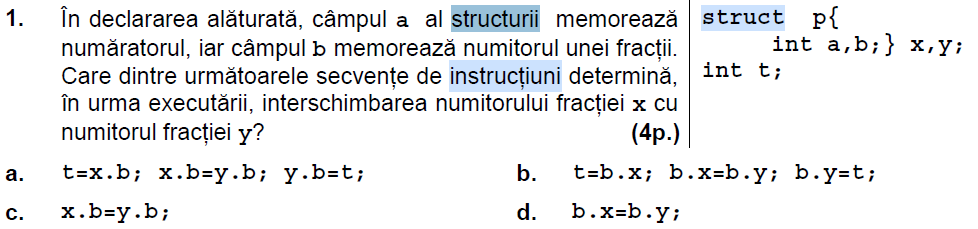 1. În declararea alăturată, câmpul a al structurii memorează
numărătorul, iar câmpul b memorează numitorul unei fracții.
Care dintre următoarele secvențe de instrucțiuni determină,
în urma executării, interschimbarea numitorului fracției x cu
numitorul fracției y? (4p.)
struct p{
int a,b;} x,y;
int t;
a. t=x.b; x.b=y.b; y.b=t; b. t=b.x; b.x=b.y; b.y=t;
c. x.b=y.b; d. b.x=b.y;